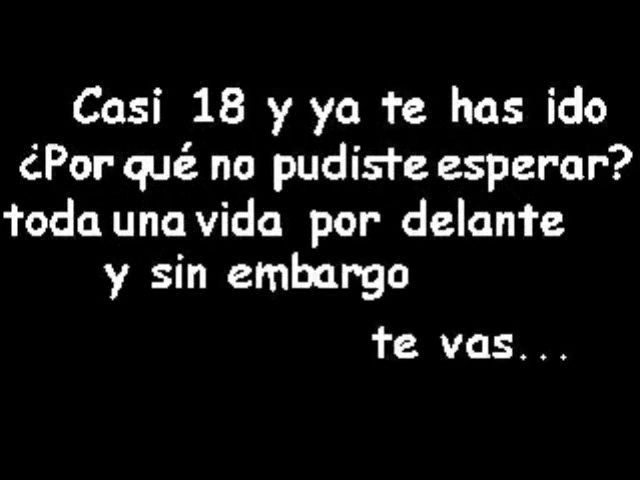 Casi 18 y ya te has ido
¿Por qué no pudiste esperar?
toda una vida por delante
y sin embargo
te vas...